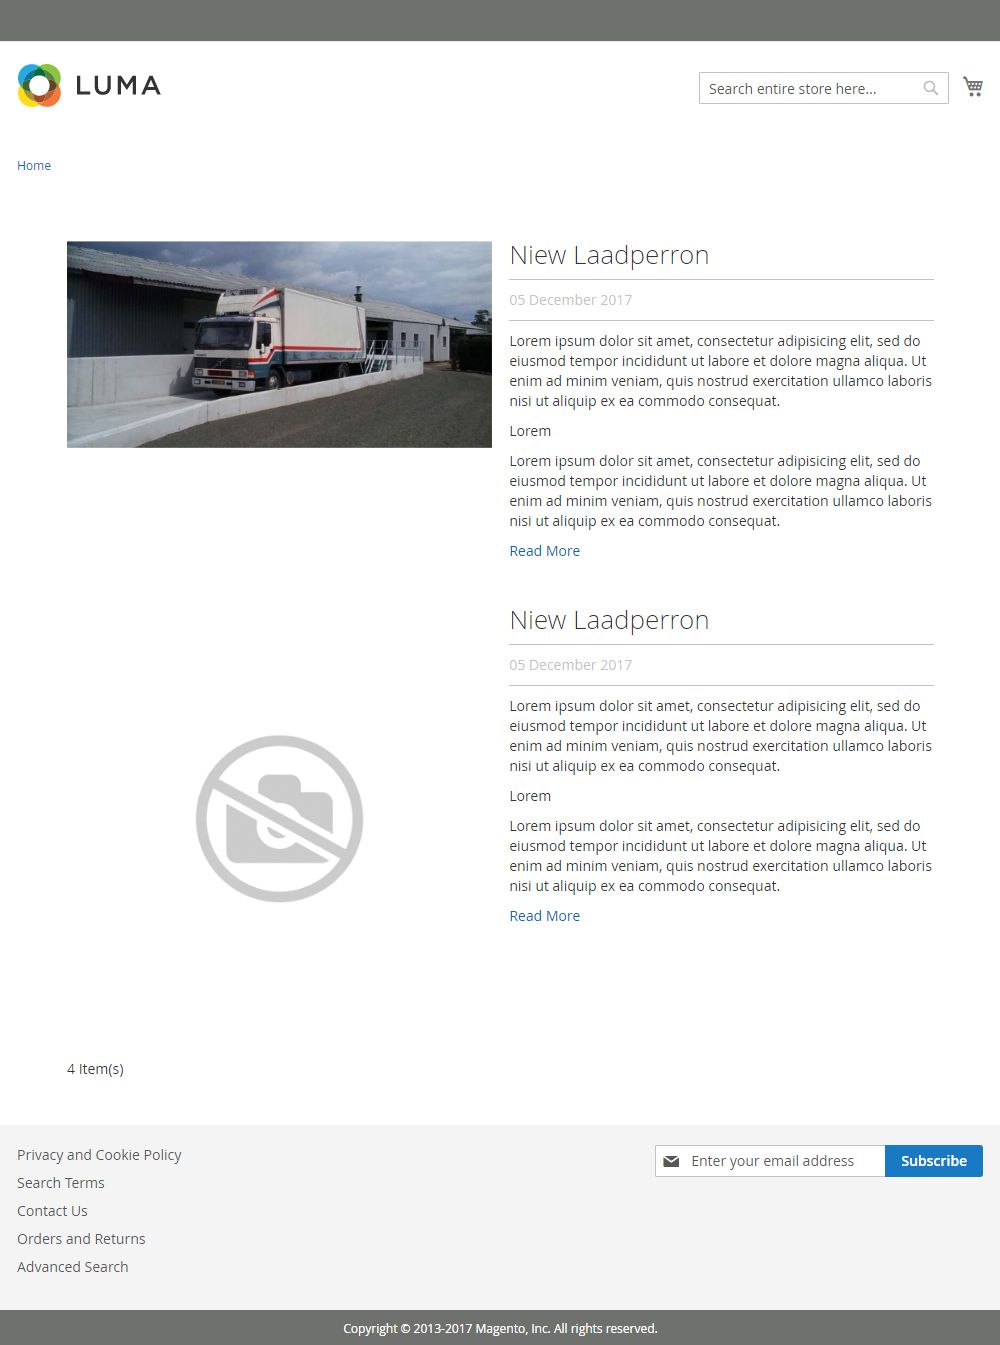 LUMA
Search entire store here...
Home
Niew Laadperron
05 December 2017
Lorem ipsum dolor sit amet, consectetur adipisicing elit, sed do
eiusmod tempor incididunt ut labore et dolore magna aliqua. Ut
enim ad minim veniam, quis nostrud exercitation ullamco laboris
nisi ut aliquip ex ea commodo consequat.
Lorem
Lorem ipsum dolor sit amet, consectetur adipisicing elit, sed do
eiusmod tempor incididunt ut labore et dolore magna aliqua. Ut
enim ad minim veniam, quis nostrud exercitation ullamco laboris
nisi ut aliquip ex ea commodo consequat.
Read More
Niew Laadperron
05 December 2017
Lorem ipsum dolor sit amet, consectetur adipisicing elit, sed do
eiusmod tempor incididunt ut labore et dolore magna aliqua. Ut
enim ad minim veniam, quis nostrud exercitation ullamco laboris
nisi ut aliquip ex ea commodo consequat.
Lorem
Lorem ipsum dolor sit amet, consectetur adipisicing elit, sed do
eiusmod tempor incididunt ut labore et dolore magna aliqua. Ut
enim ad minim veniam, quis nostrud exercitation ullamco laboris
nisi ut aliquip ex ea commodo consequat.
Read More
4 Item(s)
Privacy and Cookie Policy
Search Terms
Contact Us
Orders and Returns
Advanced Search
Enter your email address
Subscribe
Copyright © 2013-2017 Magento, Inc. All rights reserved.